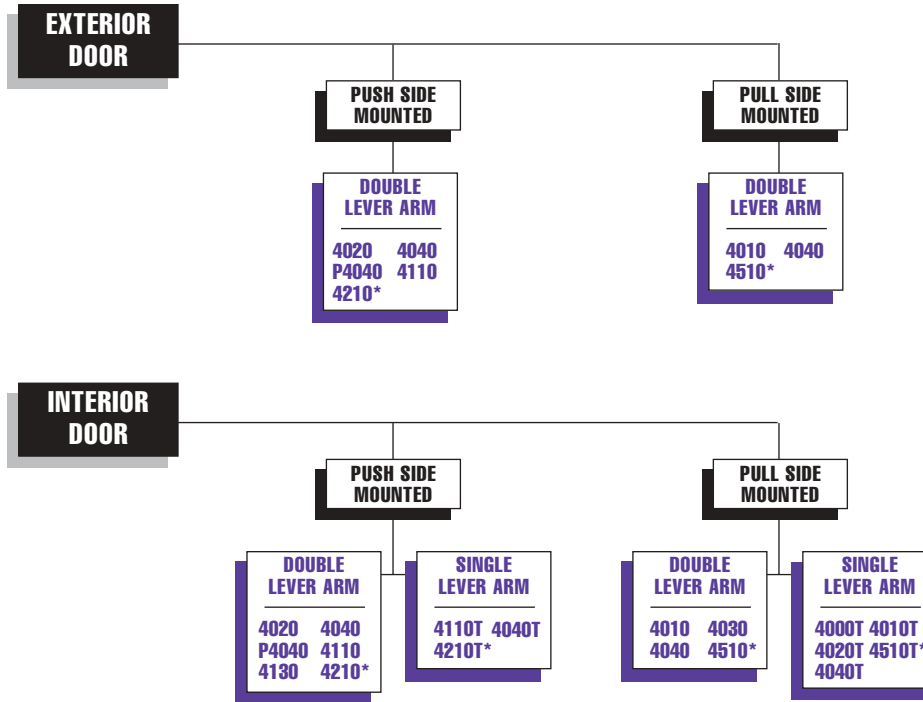 EXTERIOR
DOOR
PUSH SIDE
MOUNTED
DOUBLE
LEVER ARM
4020 4040
P4040 4110
4210*
PULL SIDE
MOUNTED
DOUBLE
LEVER ARM
4010 4040
4510*
INTERIOR
DOOR
PUSH SIDE
MOUNTED
DOUBLE
LEVER ARM
4020 4040
P4040 4110
4130 4210*
SINGLE
LEVER ARM
4110T 4040T
4210T*
PULL SIDE
MOUNTED
DOUBLE
LEVER ARM
4010 4030
4040 4510*
SINGLE
LEVER ARM
4000T 4010T
4020T 4510T*
4040T